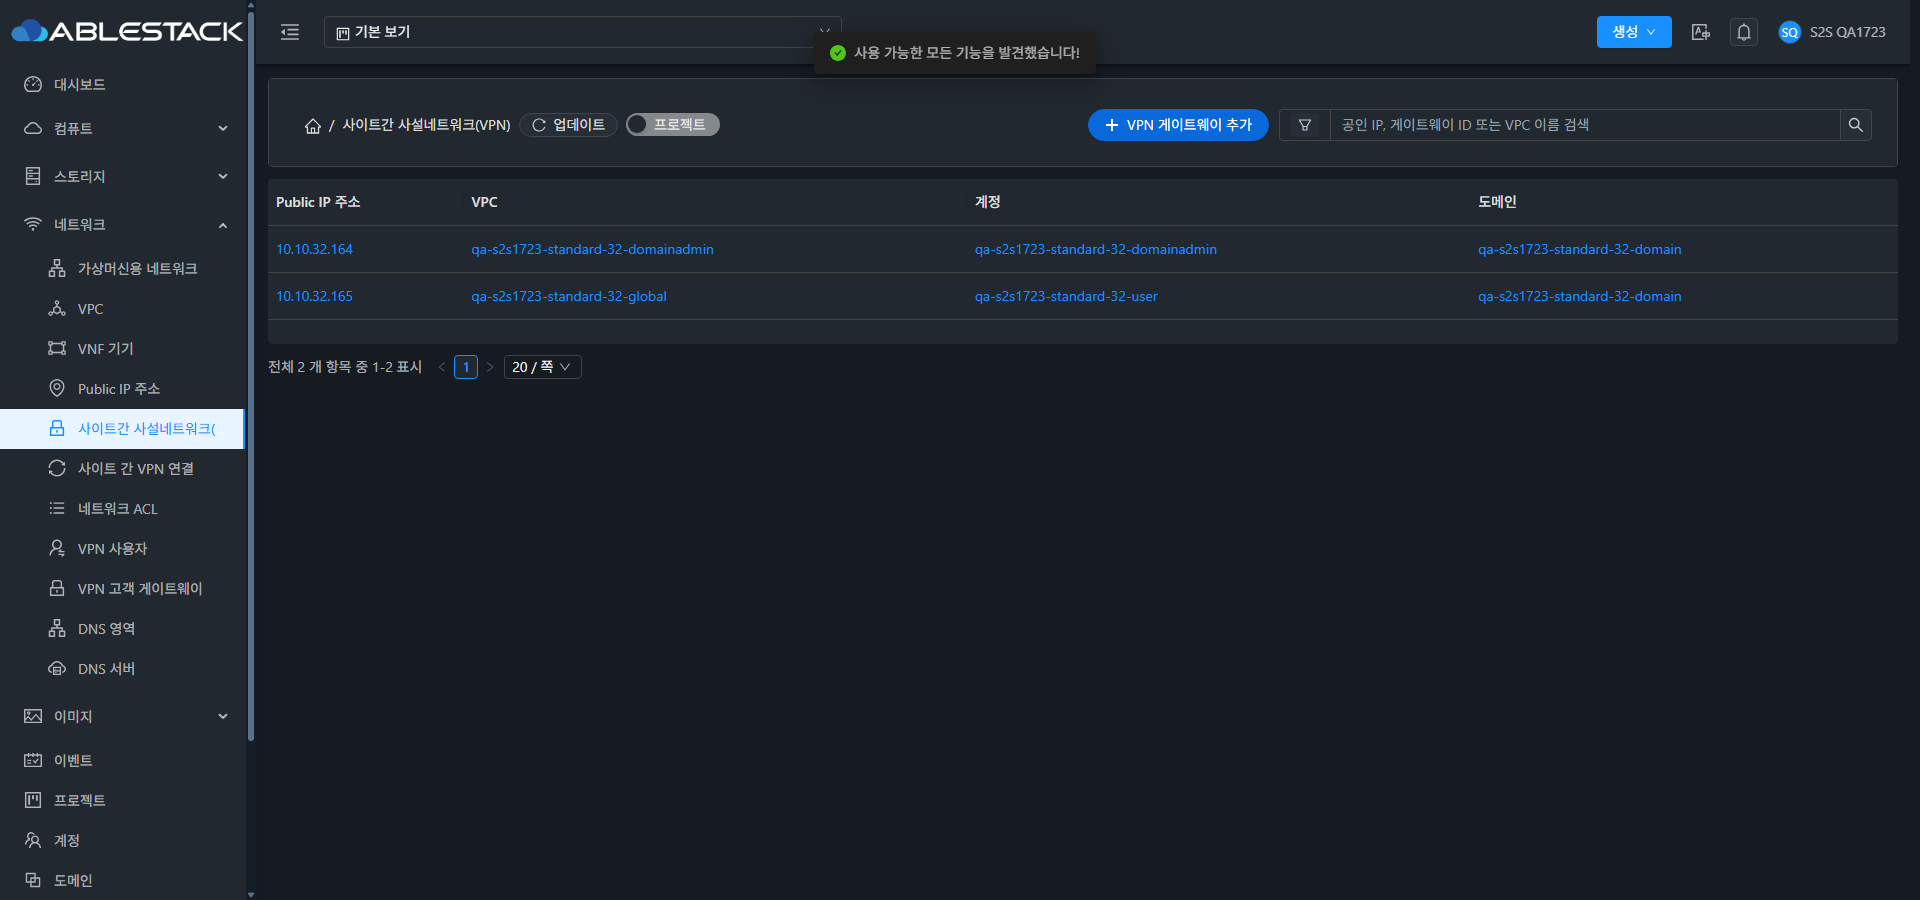 ABLESTACK
기본 보기
생성
SQ
S2S QA1723
사용 가능한 모든 기능을 발견했습니다!
대시보드
컴퓨트
스토리지
네트워크
가상머신용 네트워크
VPC
VNF 기기
Public IP 주소
사이트간 사설네트워크(
사이트 간 VPN 연결
네트워크 ACL
VPN 사용자
VPN 고객 게이트웨이
DNS 영역
DNS 서버
이미지
이벤트
프로젝트
계정
도메인
/ 사이트간 사설네트워크(VPN) 업데이트 프로젝트
VPN 게이트웨이 추가
공인 IP, 게이트웨이 ID 또는 VPC 이름 검색
Public IP 주소 VPC 계정 도메인
10.10.32.164 qa-s2s1723-standard-32-domainadmin qa-s2s1723-standard-32-domainadmin qa-s2s1723-standard-32-domain
10.10.32.165 qa-s2s1723-standard-32-global qa-s2s1723-standard-32-user qa-s2s1723-standard-32-domain
전체 2 개 항목 중 1-2 표시 < 1 > 20 / 쪽